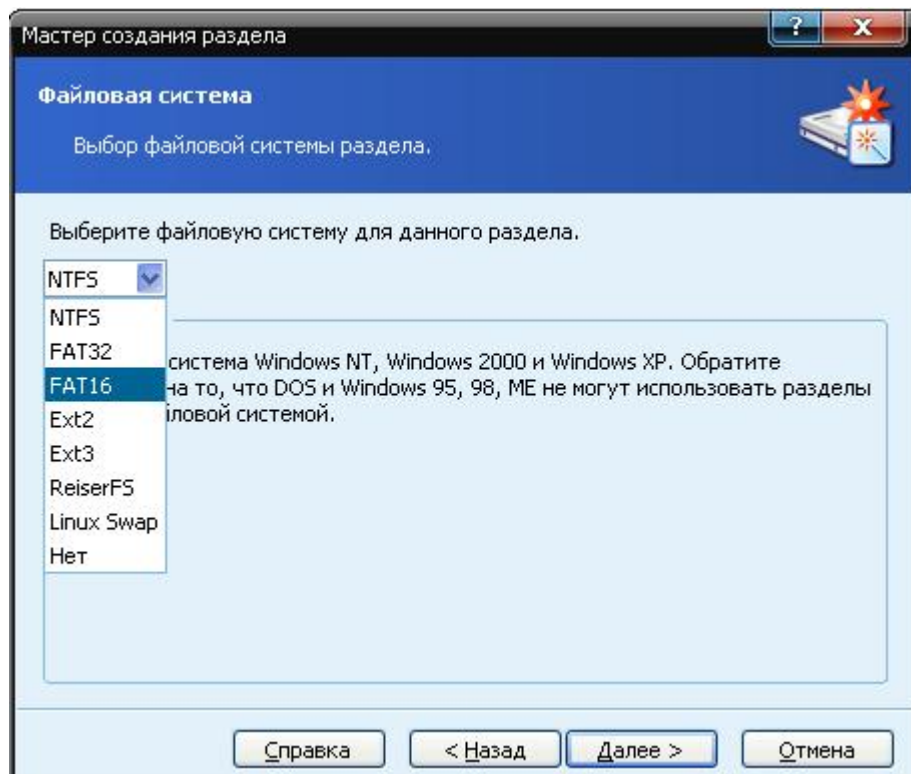 Мастер создания раздела
Файловая система
Выбор файловой системы раздела.
Выберите файловую систему для данного раздела.
NTFS
NTFS
FAT32
FAT16
Ext2
Ext3
ReiserFS
Linux Swap
Нет
система Windows NT, Windows 2000 и Windows XP. Обратите
на то, что DOS и Windows 95, 98, ME не могут использовать разделы
системой.
Справка
< Назад
Далее >
Отмена